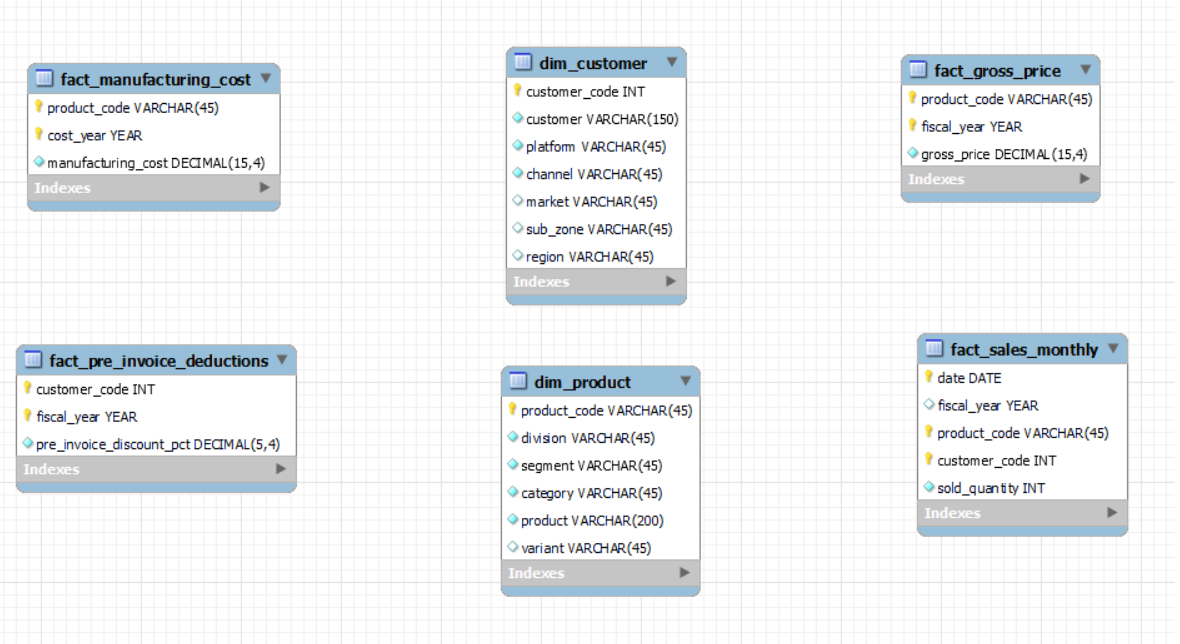 fact_manufacturing_cost
product_code VARCHAR(45)
cost_year YEAR
manufacturing_cost DECIMAL(15,4)
Indexes
dim_customer
customer_code INT
customer VARCHAR(150)
platform VARCHAR(45)
channel VARCHAR(45)
market VARCHAR(45)
sub_zone VARCHAR(45)
region VARCHAR(45)
Indexes
fact_gross_price
product_code VARCHAR(45)
fiscal_year YEAR
gross_price DECIMAL(15,4)
Indexes
fact_pre_invoice_deductions
customer_code INT
fiscal_year YEAR
pre_invoice_discount_pct DECIMAL(5,4)
Indexes
dim_product
product_code VARCHAR(45)
division VARCHAR(45)
segment VARCHAR(45)
category VARCHAR(45)
product VARCHAR(200)
variant VARCHAR(45)
Indexes
fact_sales_monthly
date DATE
fiscal_year YEAR
product_code VARCHAR(45)
customer_code INT
sold_quantity INT
Indexes